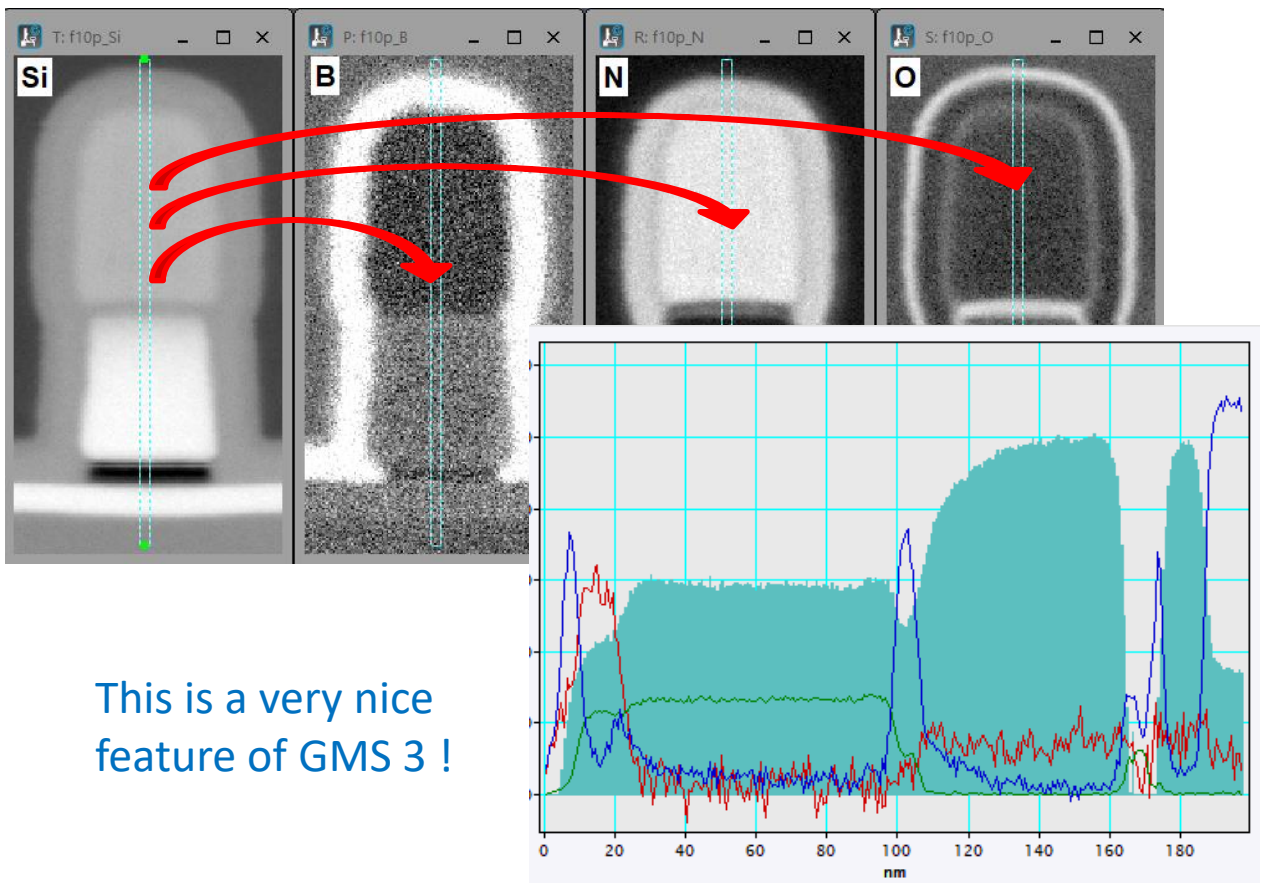 T: f10p_Si
P: f10p_B
R: f10p_N
S: f10p_O
Si
B
N
O
0 20 40 60 80 100 120 140 160 180
nm
This is a very nice
feature of GMS 3 !